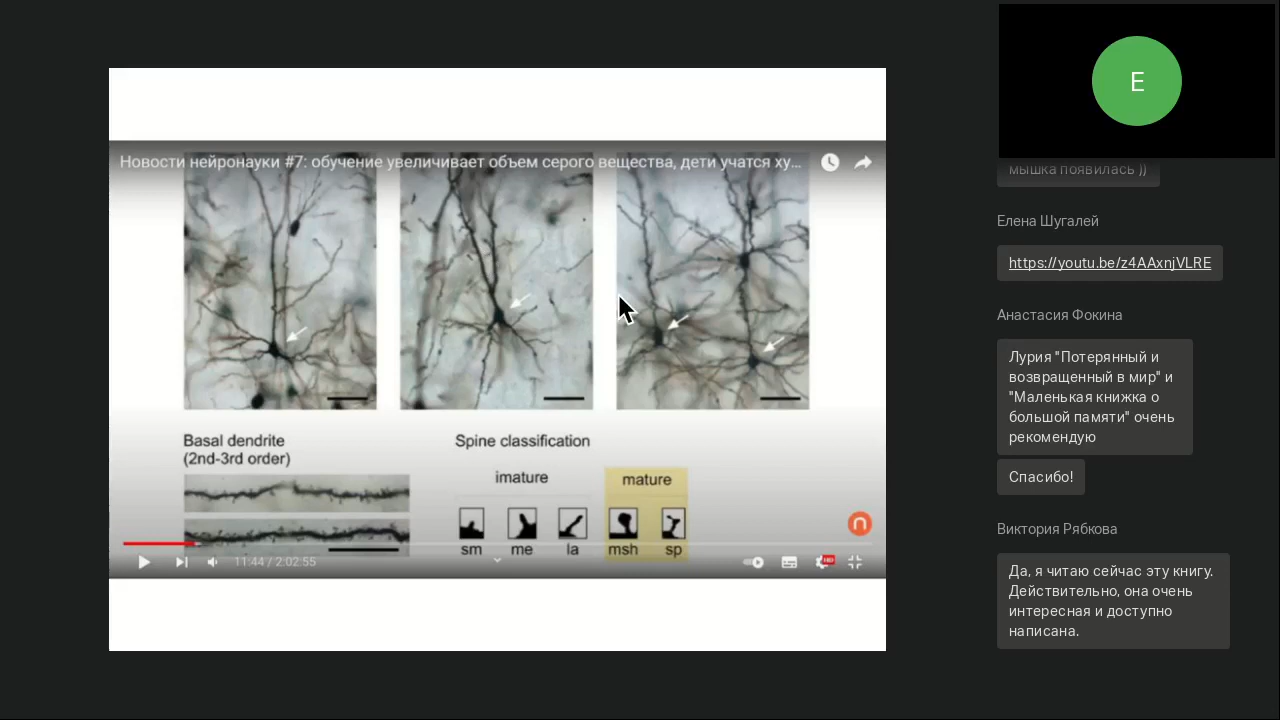 Новости нейронауки #7: обучение увеличивает объем серого вещества, дети учатся ху...
Basal dendrite
(2nd-3rd order)
Spine classification
imature
mature
sm
me
la
msh
sp
11:44 / 2:02:55
HD
E
мышка появилась ))
Елена Шугалей
https://youtu.be/z4AAxnjVLRE
Анастасия Фокина
Лурия "Потерянный и
возвращенный в мир" и
"Маленькая книжка о
большой памяти" очень
рекомендую
Спасибо!
Виктория Рябкова
Да, я читаю сейчас эту книгу.
Действительно, она очень
интересная и доступно
написана.